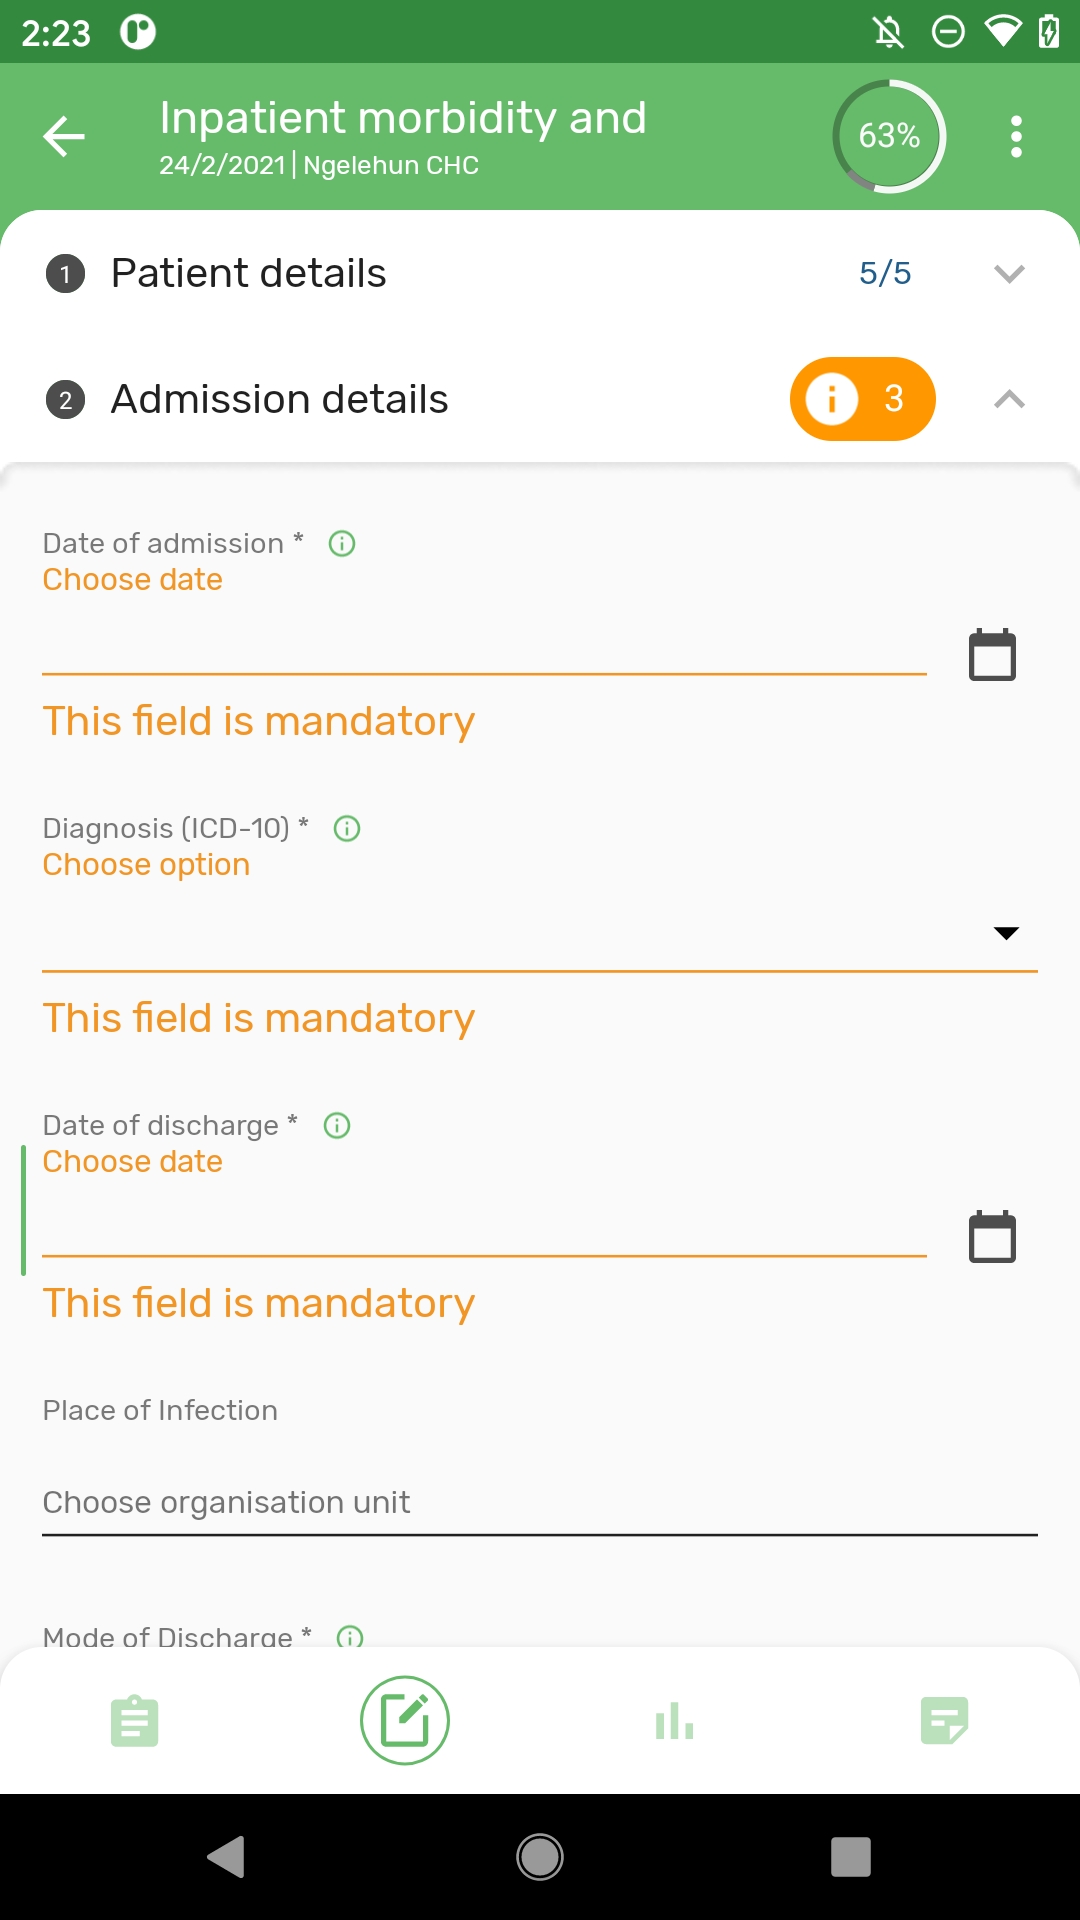 2:23
Inpatient morbidity and
63%
24/2/2021 | Ngelehun CHC
1 Patient details 5/5
2 Admission details 3
Date of admission *
Choose date
This field is mandatory
Diagnosis (ICD-10) *
Choose option
This field is mandatory
Date of discharge *
Choose date
This field is mandatory
Place of Infection
Choose organisation unit
Mode of Discharge *